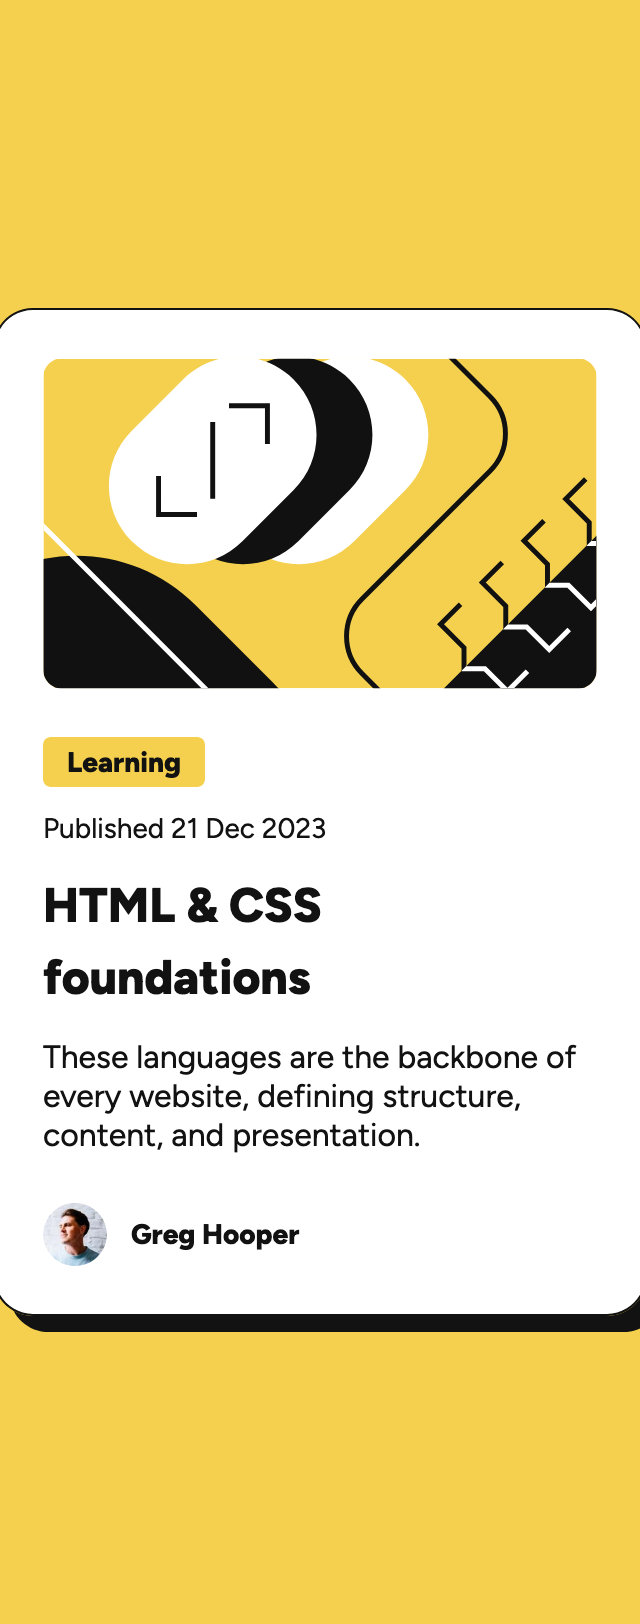 Learning
Published 21 Dec 2023
HTML & CSS
foundations
These languages are the backbone of
every website, defining structure,
content, and presentation.
Greg Hooper